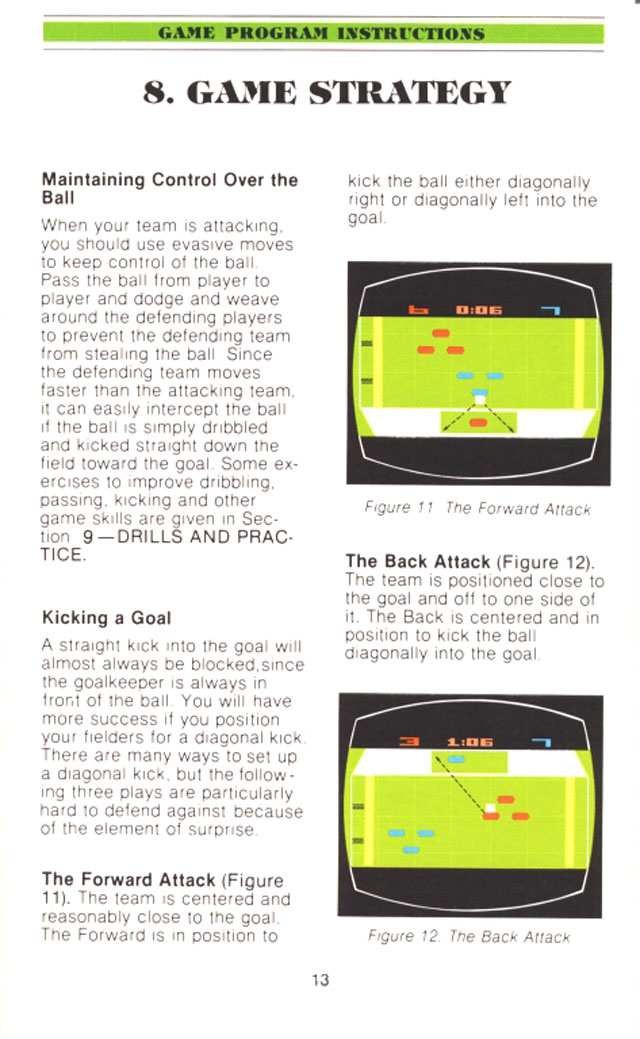 GAME PROGRAM INSTRUCTIONS
8. GAME STRATEGY
Maintaining Control Over the
Ball
When your team is attacking,
you should use evasive moves
to keep control of the ball.
Pass the ball from player to
player and dodge and weave
around the defending players
to prevent the defending team
from stealing the ball Since
the defending team moves
faster than the attacking team,
it can easily intercept the ball
if the ball is simply dribbled
and kicked straight down the
field toward the goal. Some ex-
ercises to improve dribbling,
passing, kicking and other
game skills are given in Sec-
tion 9—DRILLS AND PRAC-
TICE.
Kicking a Goal
A straight kick into the goal will
almost always be blocked,since
the goalkeeper is always in
front of the ball. You will have
more success if you position
your fielders for a diagonal kick.
There are many ways to set up
a diagonal kick, but the follow-
ing three plays are particularly
hard to defend against because
of the element of surprise.
The Forward Attack (Figure
11). The team is centered and
reasonably close to the goal.
The Forward is in position to
kick the ball either diagonally
right or diagonally left into the
goal.
6 0:06 7
Figure 11 The Forward Attack
The Back Attack (Figure 12).
The team is positioned close to
the goal and off to one side of
it. The Back is centered and in
position to kick the ball
diagonally into the goal.
3 1:06 7
Figure 12. The Back Attack
13